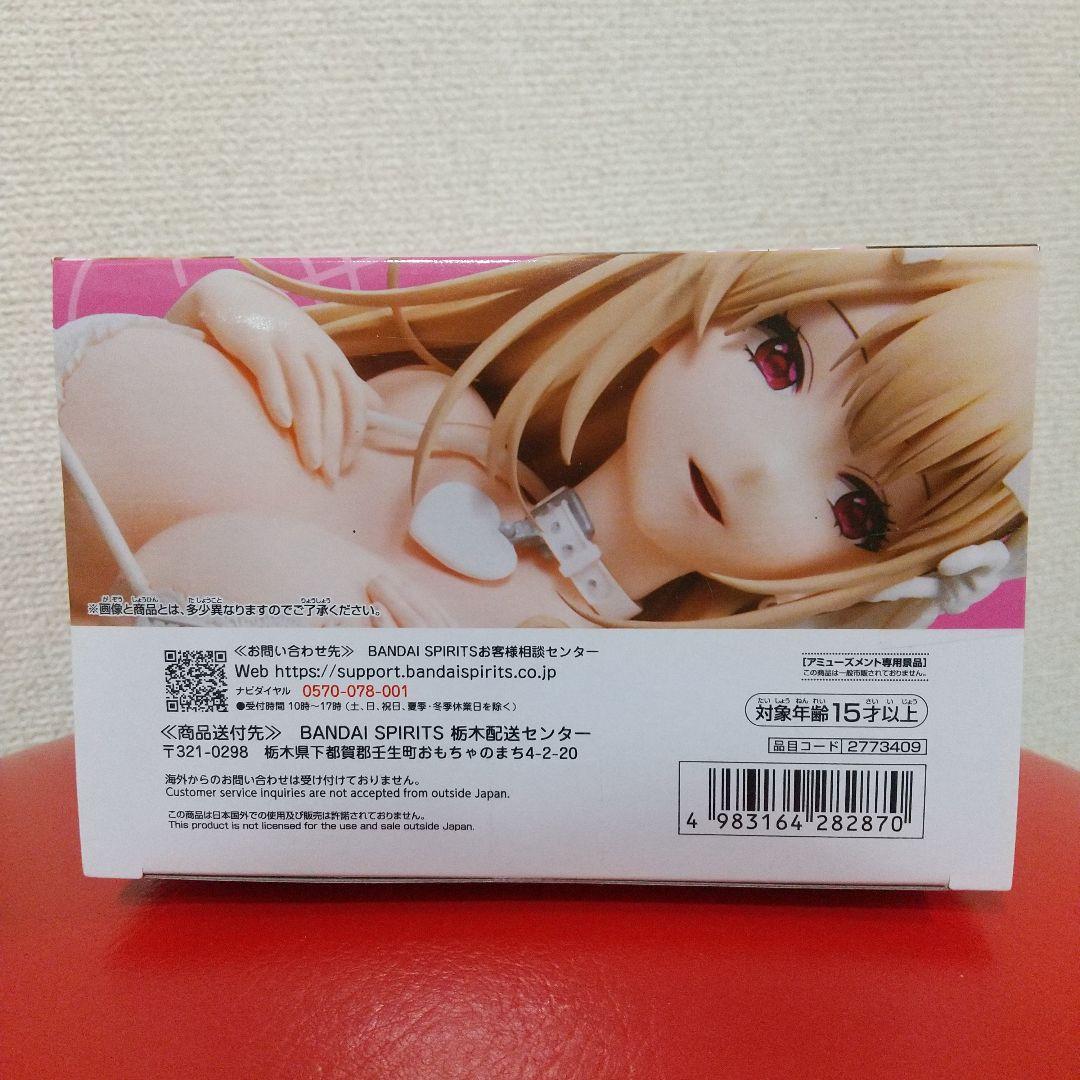 ※画像と商品とは、多少異なりますのでご了承ください。
≪お問い合わせ先≫ BANDAI SPIRITSお客様相談センター
Web https://support.bandaispirits.co.jp
ナビダイヤル 0570-078-001
●受付時間 10時~17時(土、日、祝日、夏季・冬季休業日を除く)
≪商品送付先≫ BANDAI SPIRITS 栃木配送センター
〒321-0298 栃木県下都賀郡壬生町おもちゃのまち4-2-20
海外からのお問い合わせは受け付けておりません。
Customer service inquiries are not accepted from outside Japan.
この商品は日本国外での使用及び販売は許諾されておりません。
This product is not licensed for the use and sale outside Japan.
【アミューズメント専用景品】
この商品は一般市販されておりません。
対象年齢15才以上
品目コード 2773409
4 983164 282870